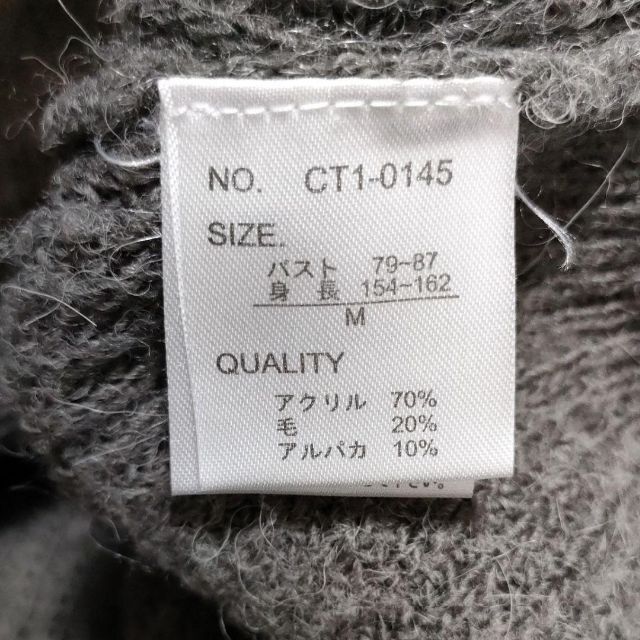 NO. CT1-0145
SIZE.
バスト 79-87
身長 154-162
M
QUALITY
アクリル 70%
毛 20%
アルパカ 10%